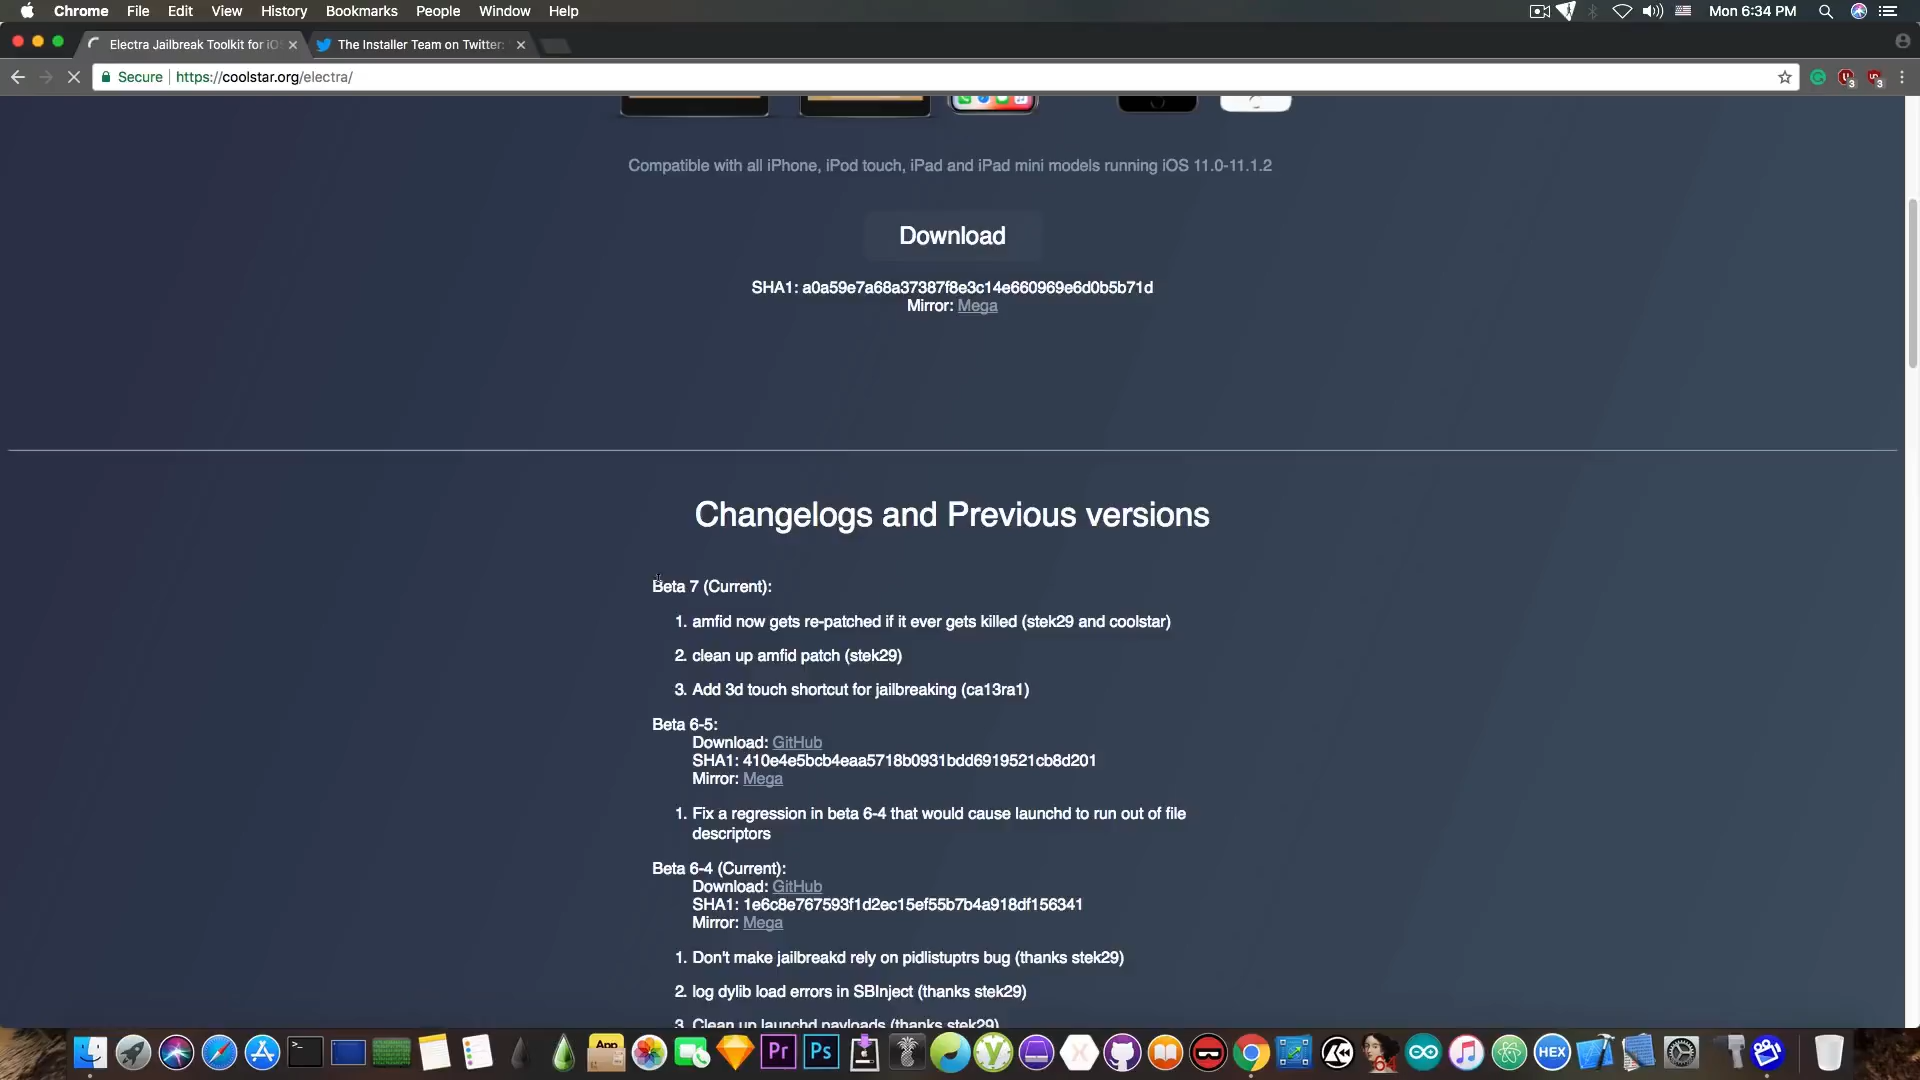 Chrome File Edit View History Bookmarks People Window Help Mon 6:34 PM
Electra Jailbreak Toolkit for iO The Installer Team on Twitter:
Secure https://coolstar.org/electra/
Compatible with all iPhone, iPod touch, iPad and iPad mini models running iOS 11.0-11.1.2
Download
SHA1: a0a59e7a68a37387f8e3c14e660969e6d0b5b71d
Mirror: Mega
Changelogs and Previous versions
Beta 7 (Current):
1. amfid now gets re-patched if it ever gets killed (stek29 and coolstar)
2. clean up amfid patch (stek29)
3. Add 3d touch shortcut for jailbreaking (ca13ra1)
Beta 6-5:
Download: GitHub
SHA1: 410e4e5bcb4eaa5718b0931bdd6919521cb8d201
Mirror: Mega
1. Fix a regression in beta 6-4 that would cause launchd to run out of file
descriptors
Beta 6-4 (Current):
Download: GitHub
SHA1: 1e6c8e767593f1d2ec15ef55b7b4a918df156341
Mirror: Mega
1. Don't make jailbreakd rely on pidlistuptrs bug (thanks stek29)
2. log dylib load errors in SBInject (thanks stek29)
3. Clean up launchd payloads (thanks stek29)
App Pr Ps 64 HEX